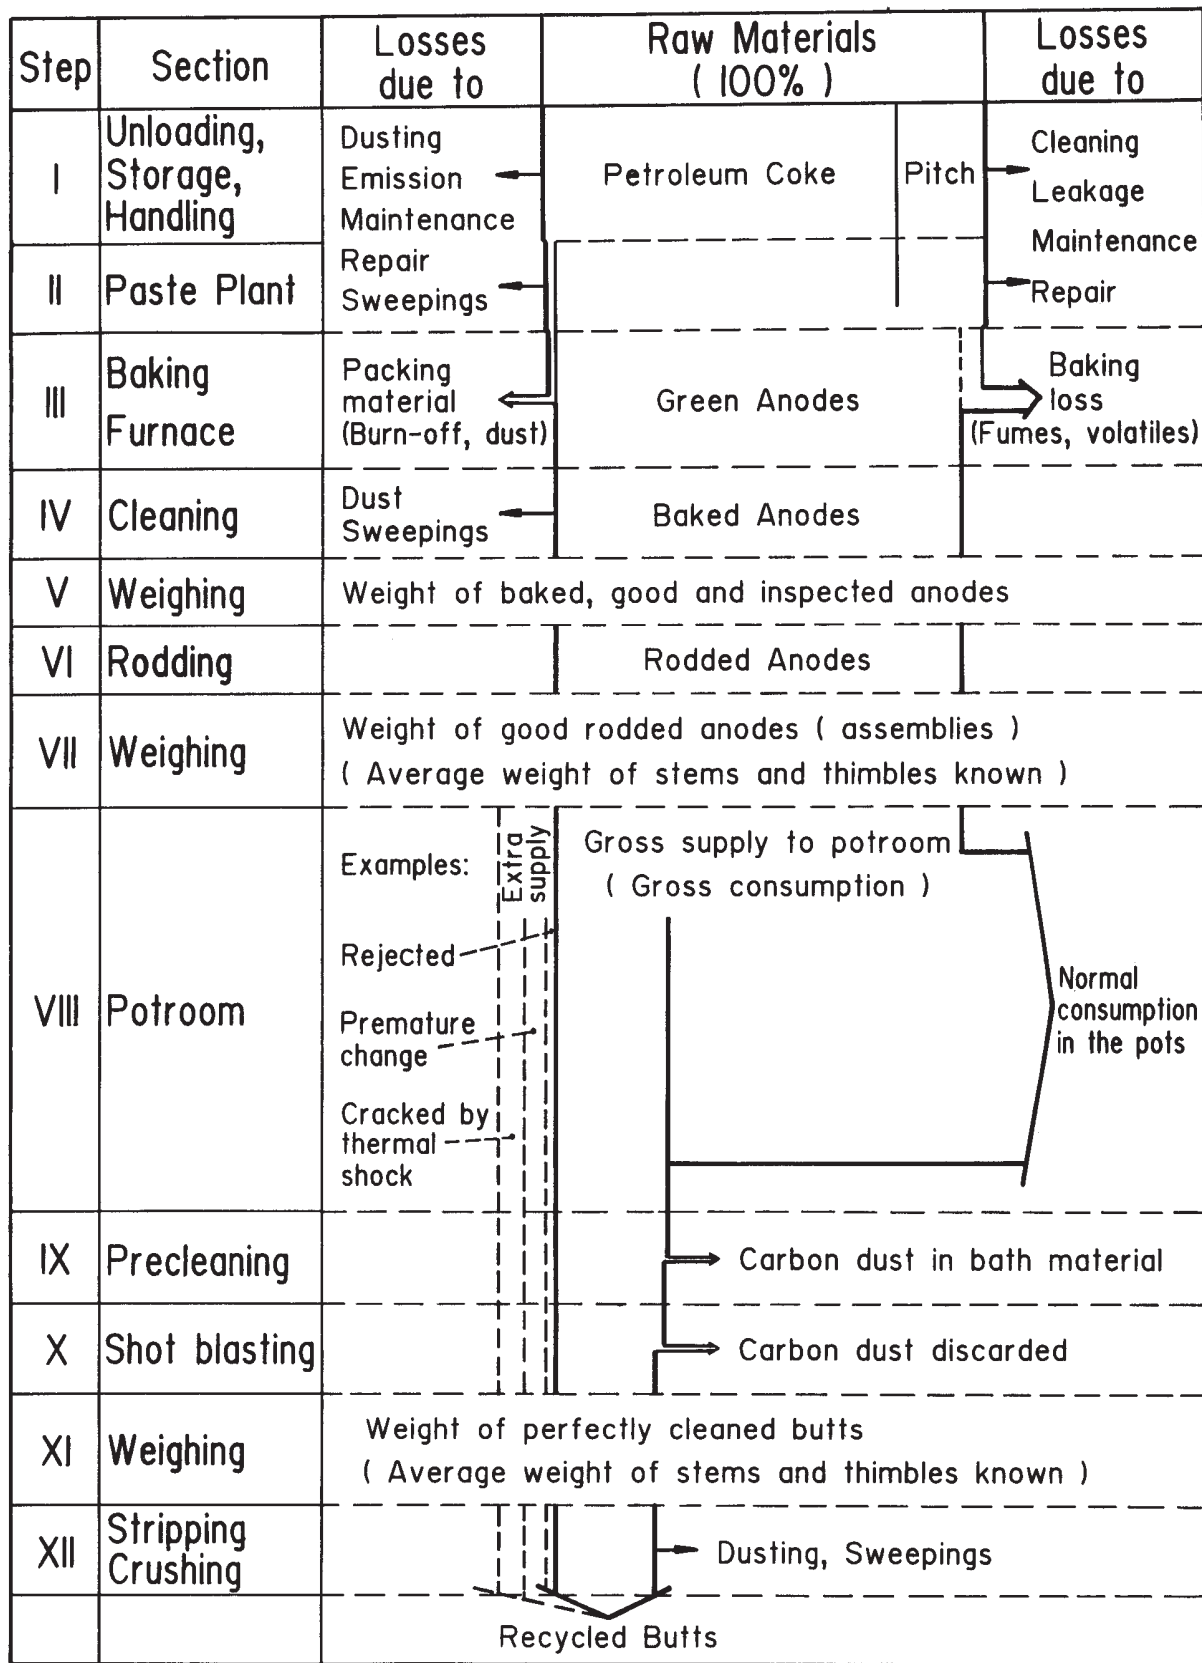 Step
Section
Losses
due to
Raw Materials
( 100% )
Losses
due to
I
Unloading,
Storage,
Handling
Dusting
Emission
Maintenance
Petroleum Coke
Pitch
Cleaning
Leakage
Maintenance
II
Paste Plant
Repair
Sweepings
Repair
III
Baking
Furnace
Packing
material
(Burn-off, dust)
Green Anodes
Baking
loss
(Fumes, volatiles)
IV
Cleaning
Dust
Sweepings
Baked Anodes
V
Weighing
Weight of baked, good and inspected anodes
VI
Rodding
Rodded Anodes
VII
Weighing
Weight of good rodded anodes ( assemblies )
( Average weight of stems and thimbles known )
VIII
Potroom
Examples:
Extra
supply
Gross supply to potroom
( Gross consumption )
Rejected
Premature
change
Cracked by
thermal
shock
Normal
consumption
in the pots
IX
Precleaning
Carbon dust in bath material
X
Shot blasting
Carbon dust discarded
XI
Weighing
Weight of perfectly cleaned butts
( Average weight of stems and thimbles known )
XII
Stripping
Crushing
Dusting, Sweepings
Recycled Butts